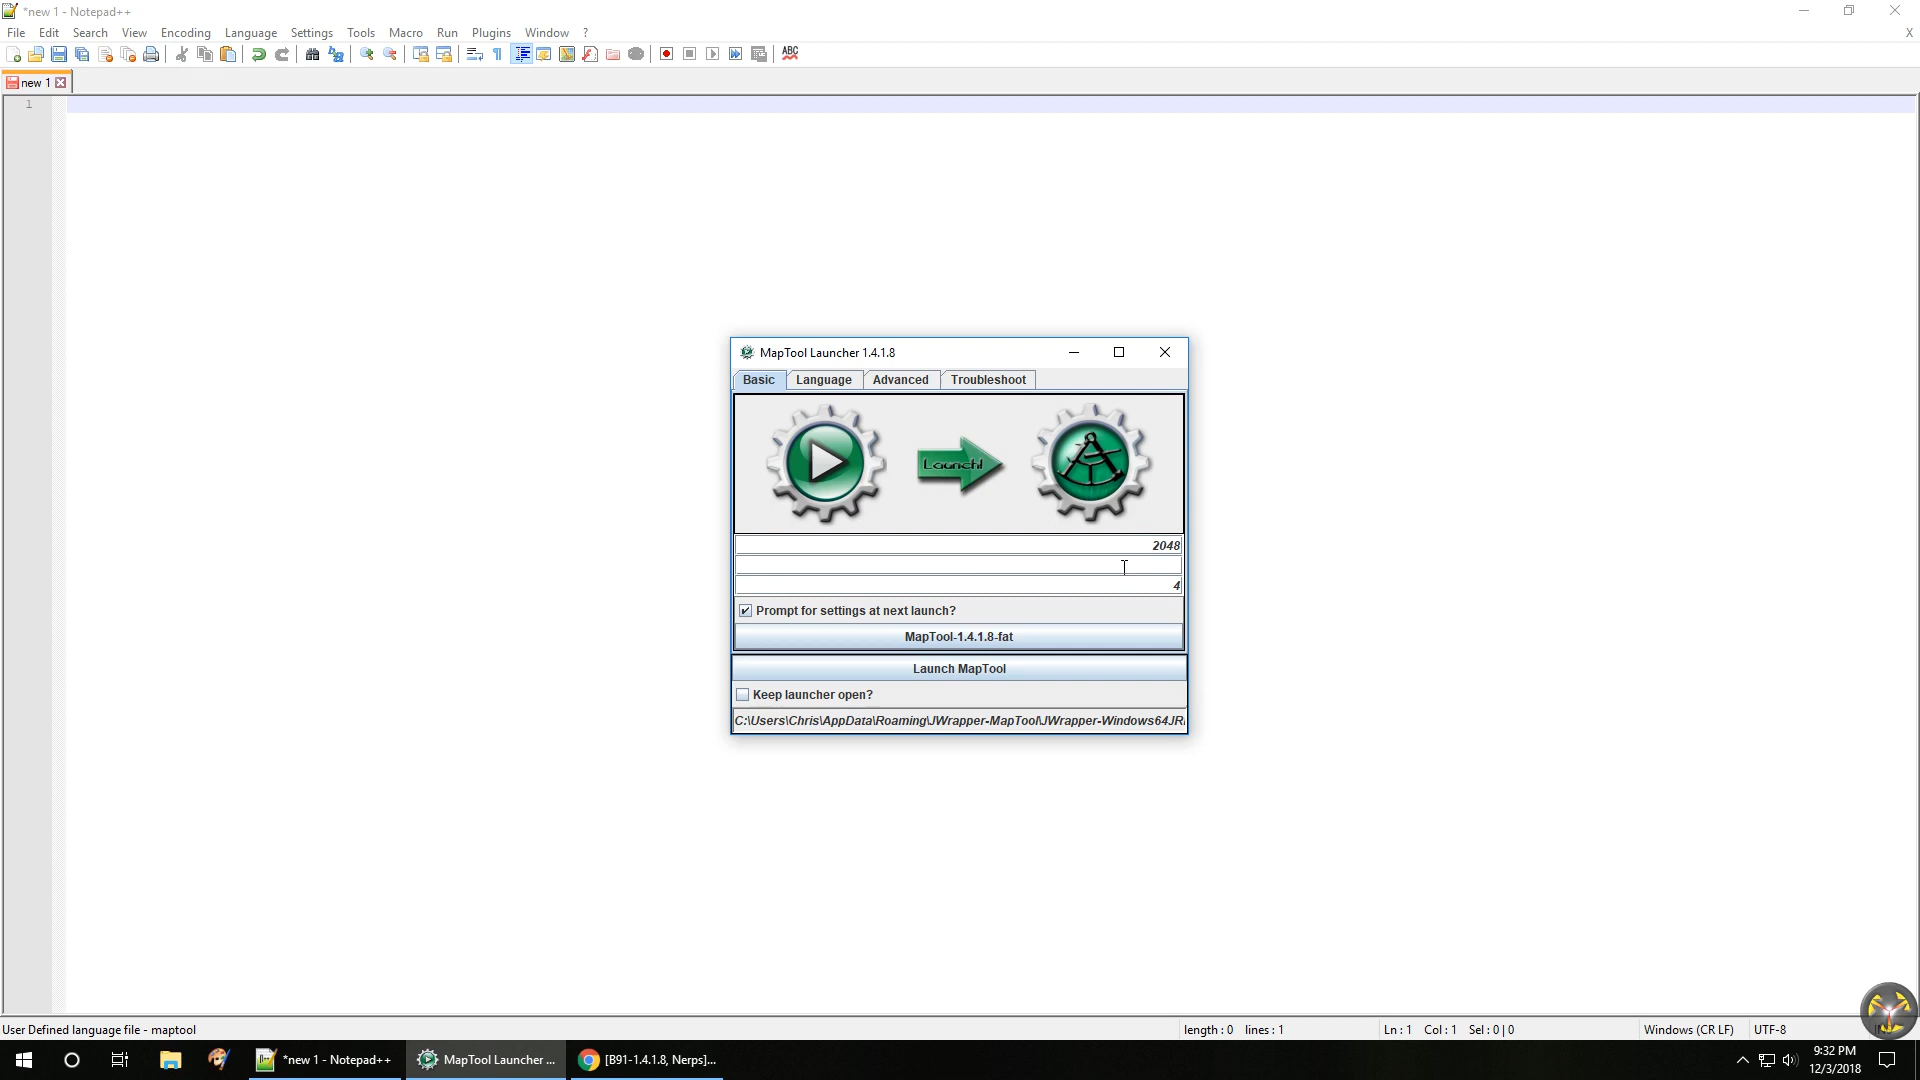 *new 1 - Notepad++
File Edit Search View Encoding Language Settings Tools Macro Run Plugins Window ? X
ABC
new 1
1
MapTool Launcher 1.4.1.8
Basic Language Advanced Troubleshoot
Launch!
2048
4
Prompt for settings at next launch?
MapTool-1.4.1.8-fat
Launch MapTool
Keep launcher open?
C:\Users\Chris\AppData\Roaming\JWrapper-MapTool\JWrapper-Windows64JR
User Defined language file - maptool length : 0 lines : 1 Ln : 1 Col : 1 Sel : 0 | 0 Windows (CR LF) UTF-8
*new 1 - Notepad++ MapTool Launcher ... [B91-1.4.1.8, Nerps]... 9:32 PM
12/3/2018